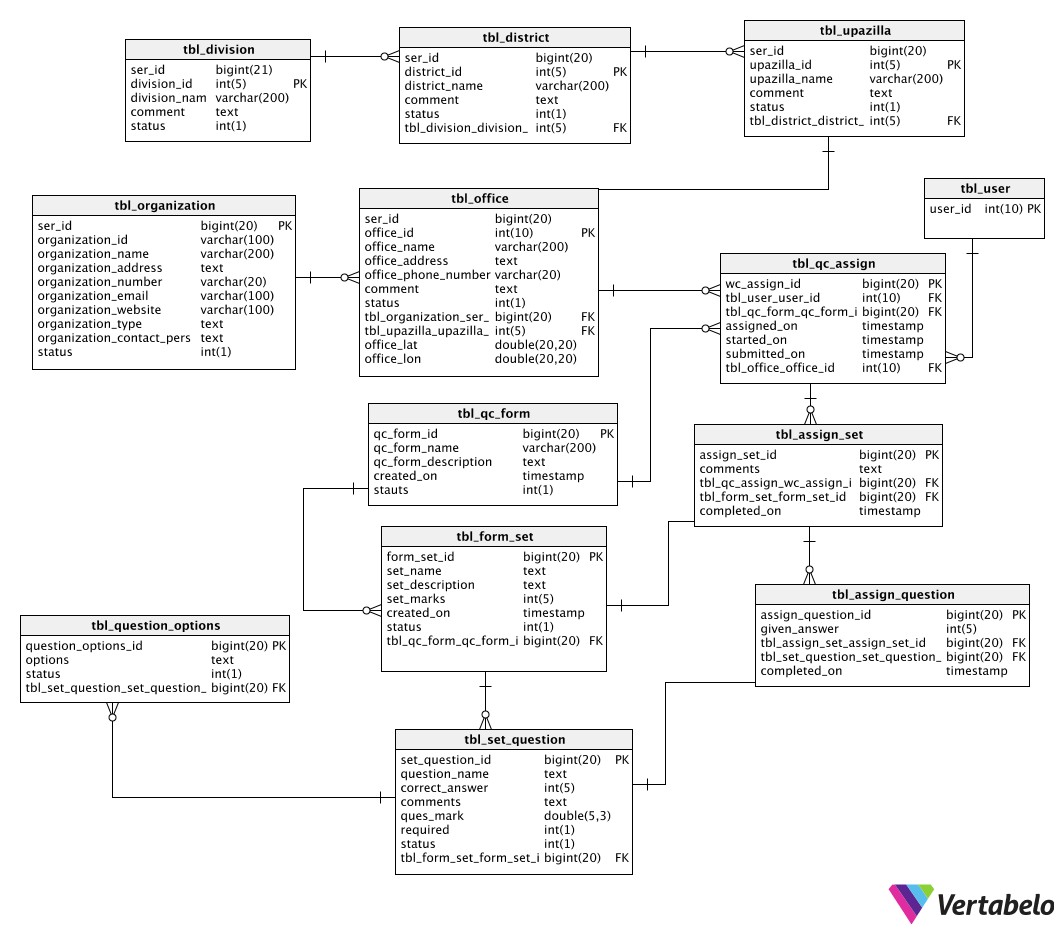 tbl_division
ser_id bigint(21)
division_id int(5) PK
division_nam varchar(200)
comment text
status int(1)
tbl_district
ser_id bigint(20)
district_id int(5) PK
district_name varchar(200)
comment text
status int(1)
tbl_division_division_ int(5) FK
tbl_upazilla
ser_id bigint(20)
upazilla_id int(5) PK
upazilla_name varchar(200)
comment text
status int(1)
tbl_district_district_ int(5) FK
tbl_organization
ser_id bigint(20) PK
organization_id varchar(100)
organization_name varchar(200)
organization_address text
organization_number varchar(20)
organization_email varchar(100)
organization_website varchar(100)
organization_type text
organization_contact_pers text
status int(1)
tbl_office
ser_id bigint(20)
office_id int(10) PK
office_name varchar(200)
office_address text
office_phone_number varchar(20)
comment text
status int(1)
tbl_organization_ser_ bigint(20) FK
tbl_upazilla_upazilla_ int(5) FK
office_lat double(20,20)
office_lon double(20,20)
tbl_user
user_id int(10) PK
tbl_qc_assign
wc_assign_id bigint(20) PK
tbl_user_user_id int(10) FK
tbl_qc_form_qc_form_i bigint(20) FK
assigned_on timestamp
started_on timestamp
submitted_on timestamp
tbl_office_office_id int(10) FK
tbl_qc_form
qc_form_id bigint(20) PK
qc_form_name varchar(200)
qc_form_description text
created_on timestamp
stauts int(1)
tbl_assign_set
assign_set_id bigint(20) PK
comments text
tbl_qc_assign_wc_assign_i bigint(20) FK
tbl_form_set_form_set_id bigint(20) FK
completed_on timestamp
tbl_form_set
form_set_id bigint(20) PK
set_name text
set_description text
set_marks int(5)
created_on timestamp
status int(1)
tbl_qc_form_qc_form_i bigint(20) FK
tbl_assign_question
assign_question_id bigint(20) PK
given_answer int(5)
tbl_assign_set_assign_set_id bigint(20) FK
tbl_set_question_set_question_ bigint(20) FK
completed_on timestamp
tbl_question_options
question_options_id bigint(20) PK
options text
status int(1)
tbl_set_question_set_question_ bigint(20) FK
tbl_set_question
set_question_id bigint(20) PK
question_name text
correct_answer int(5)
comments text
ques_mark double(5,3)
required int(1)
status int(1)
tbl_form_set_form_set_i bigint(20) FK
Vertabelo